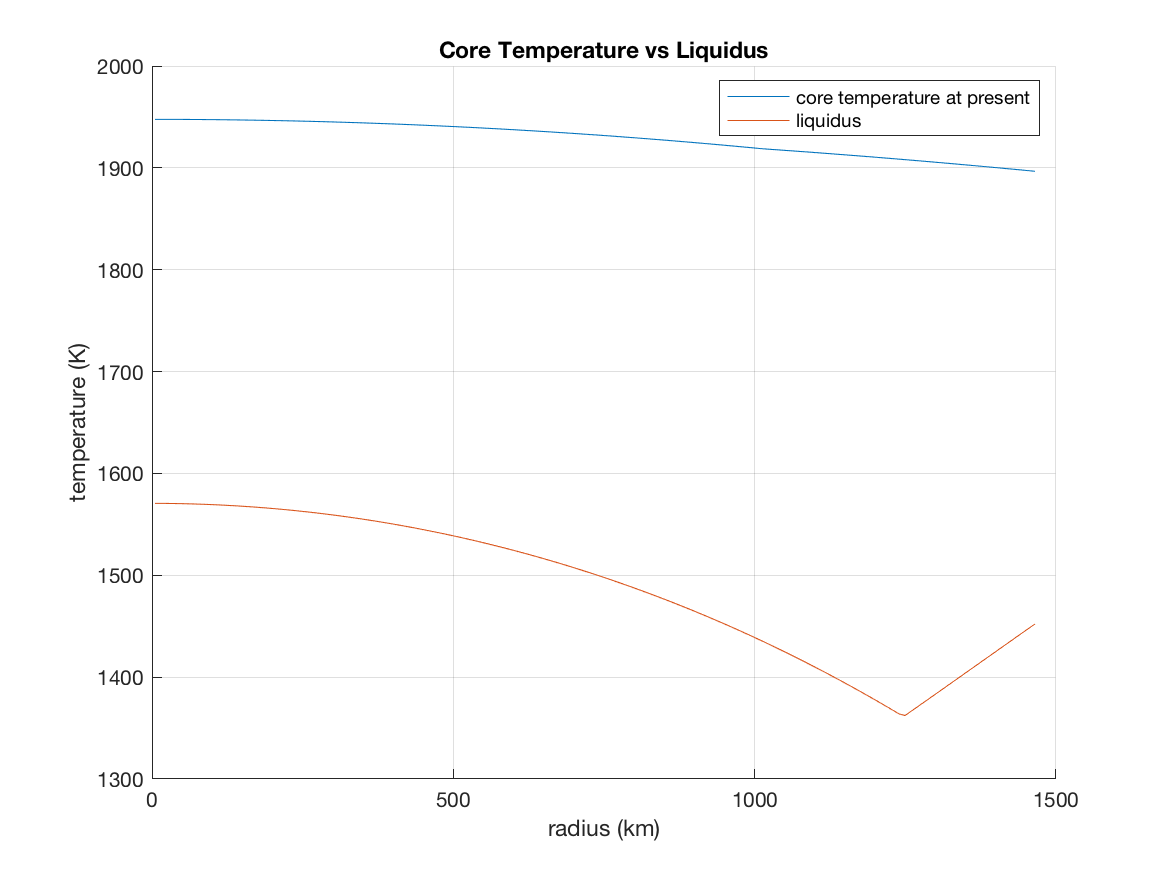 Core Temperature vs Liquidus
core temperature at present
liquidus
2000
1900
1800
1700
1600
1500
1400
1300
temperature (K)
0 500 1000 1500
radius (km)